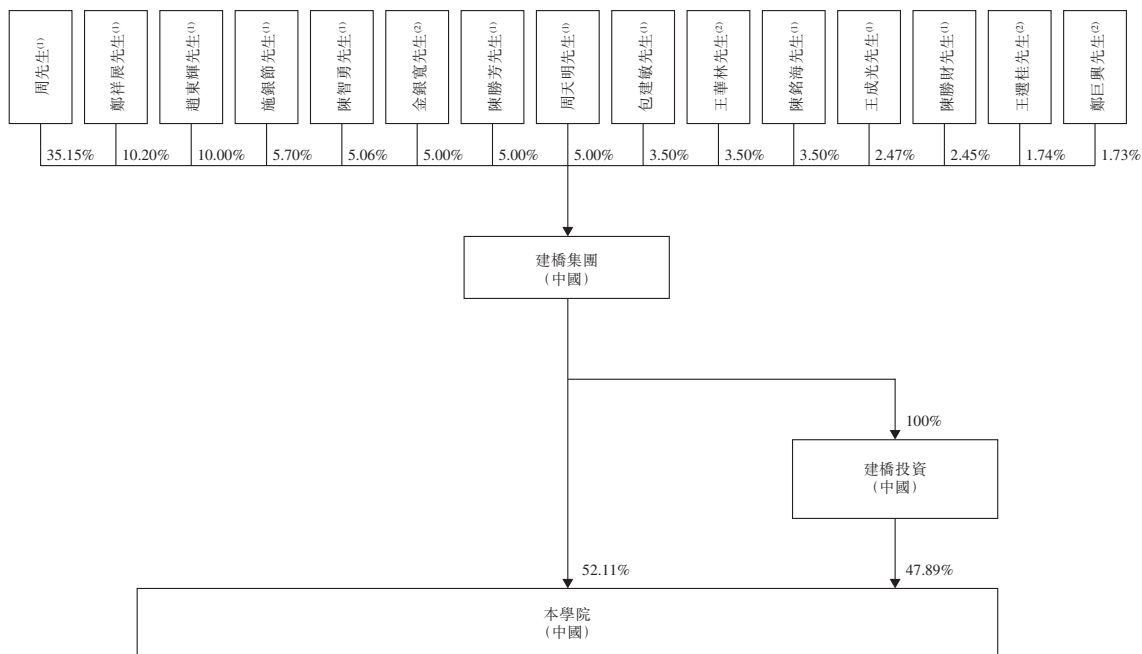 周先生(1)
鄭祥展先生(1)
趙東輝先生(1)
施銀節先生(1)
陳智勇先生(1)
金銀寬先生(2)
陳勝芳先生(1)
周天明先生(1)
包建敏先生(1)
王華林先生(2)
陳銘海先生(1)
王成光先生(1)
陳勝財先生(1)
王選桂先生(2)
鄭巨興先生(2)
35.15%
10.20%
10.00%
5.70%
5.06%
5.00%
5.00%
5.00%
3.50%
3.50%
3.50%
2.47%
2.45%
1.74%
1.73%
建橋集團
(中國)
100%
建橋投資
(中國)
52.11%
47.89%
本學院
(中國)